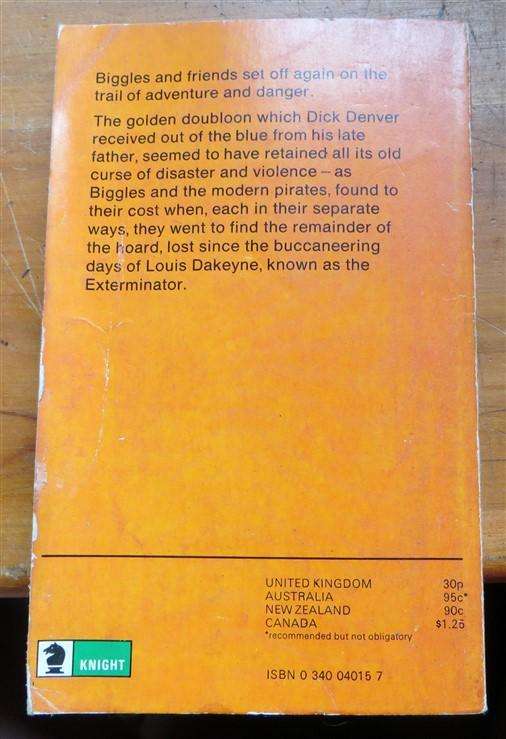 Biggles and friends set off again on the
trail of adventure and danger.
The golden doubloon which Dick Denver
received out of the blue from his late
father, seemed to have retained all its old
curse of disaster and violence – as
Biggles and the modern pirates, found to
their cost when, each in their separate
ways, they went to find the remainder of
the hoard, lost since the buccaneering
days of Louis Dakeyne, known as the
Exterminator.
UNITED KINGDOM 30p
AUSTRALIA 95c*
NEW ZEALAND 90c
CANADA $1.25
*recommended but not obligatory
KNIGHT
ISBN 0 340 04015 7